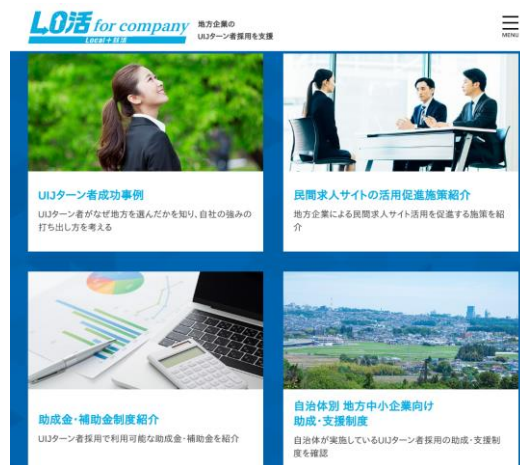 LO活 for company
Local+就活
地方企業の
UIJターン者採用を支援
MENU
UIJターン者成功事例
UIJターン者がなぜ地方を選んだかを知り、自社の強みの
打ち出し方を考える
民間求人サイトの活用促進施策紹介
地方企業による民間求人サイト活用を促進する施策を紹
介
助成金・補助金制度紹介
UIJターン者採用で利用可能な助成金・補助金を紹介
自治体別 地方中小企業向け
助成・支援制度
自治体が実施しているUIJターン者採用の助成・支援制
度を確認